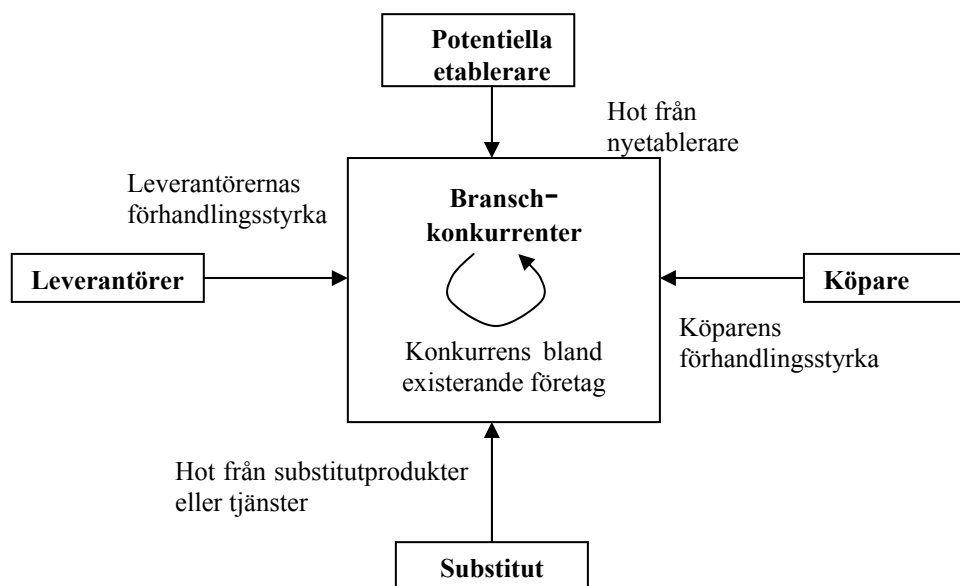 Potentiella
etablerare
Hot från
nyetablerare
Leverantörernas
förhandlingsstyrka
Bransch-
konkurrenter
Leverantörer
Köpare
Konkurrens bland
existerande företag
Köparens
förhandlingsstyrka
Hot från substitutprodukter
eller tjänster
Substitut